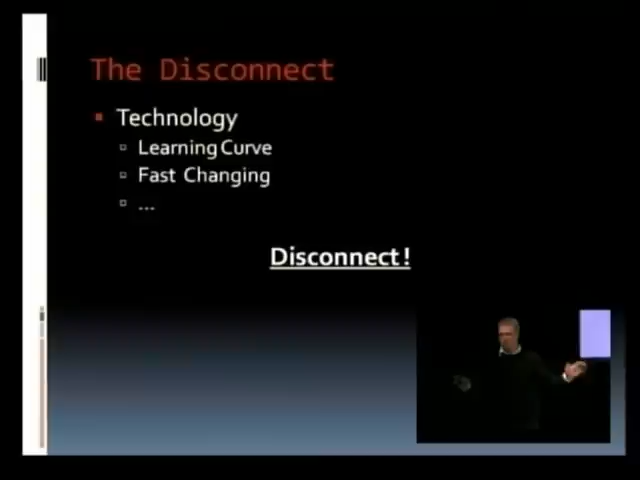 The Disconnect
Technology
Learning Curve
Fast Changing
...
Disconnect!